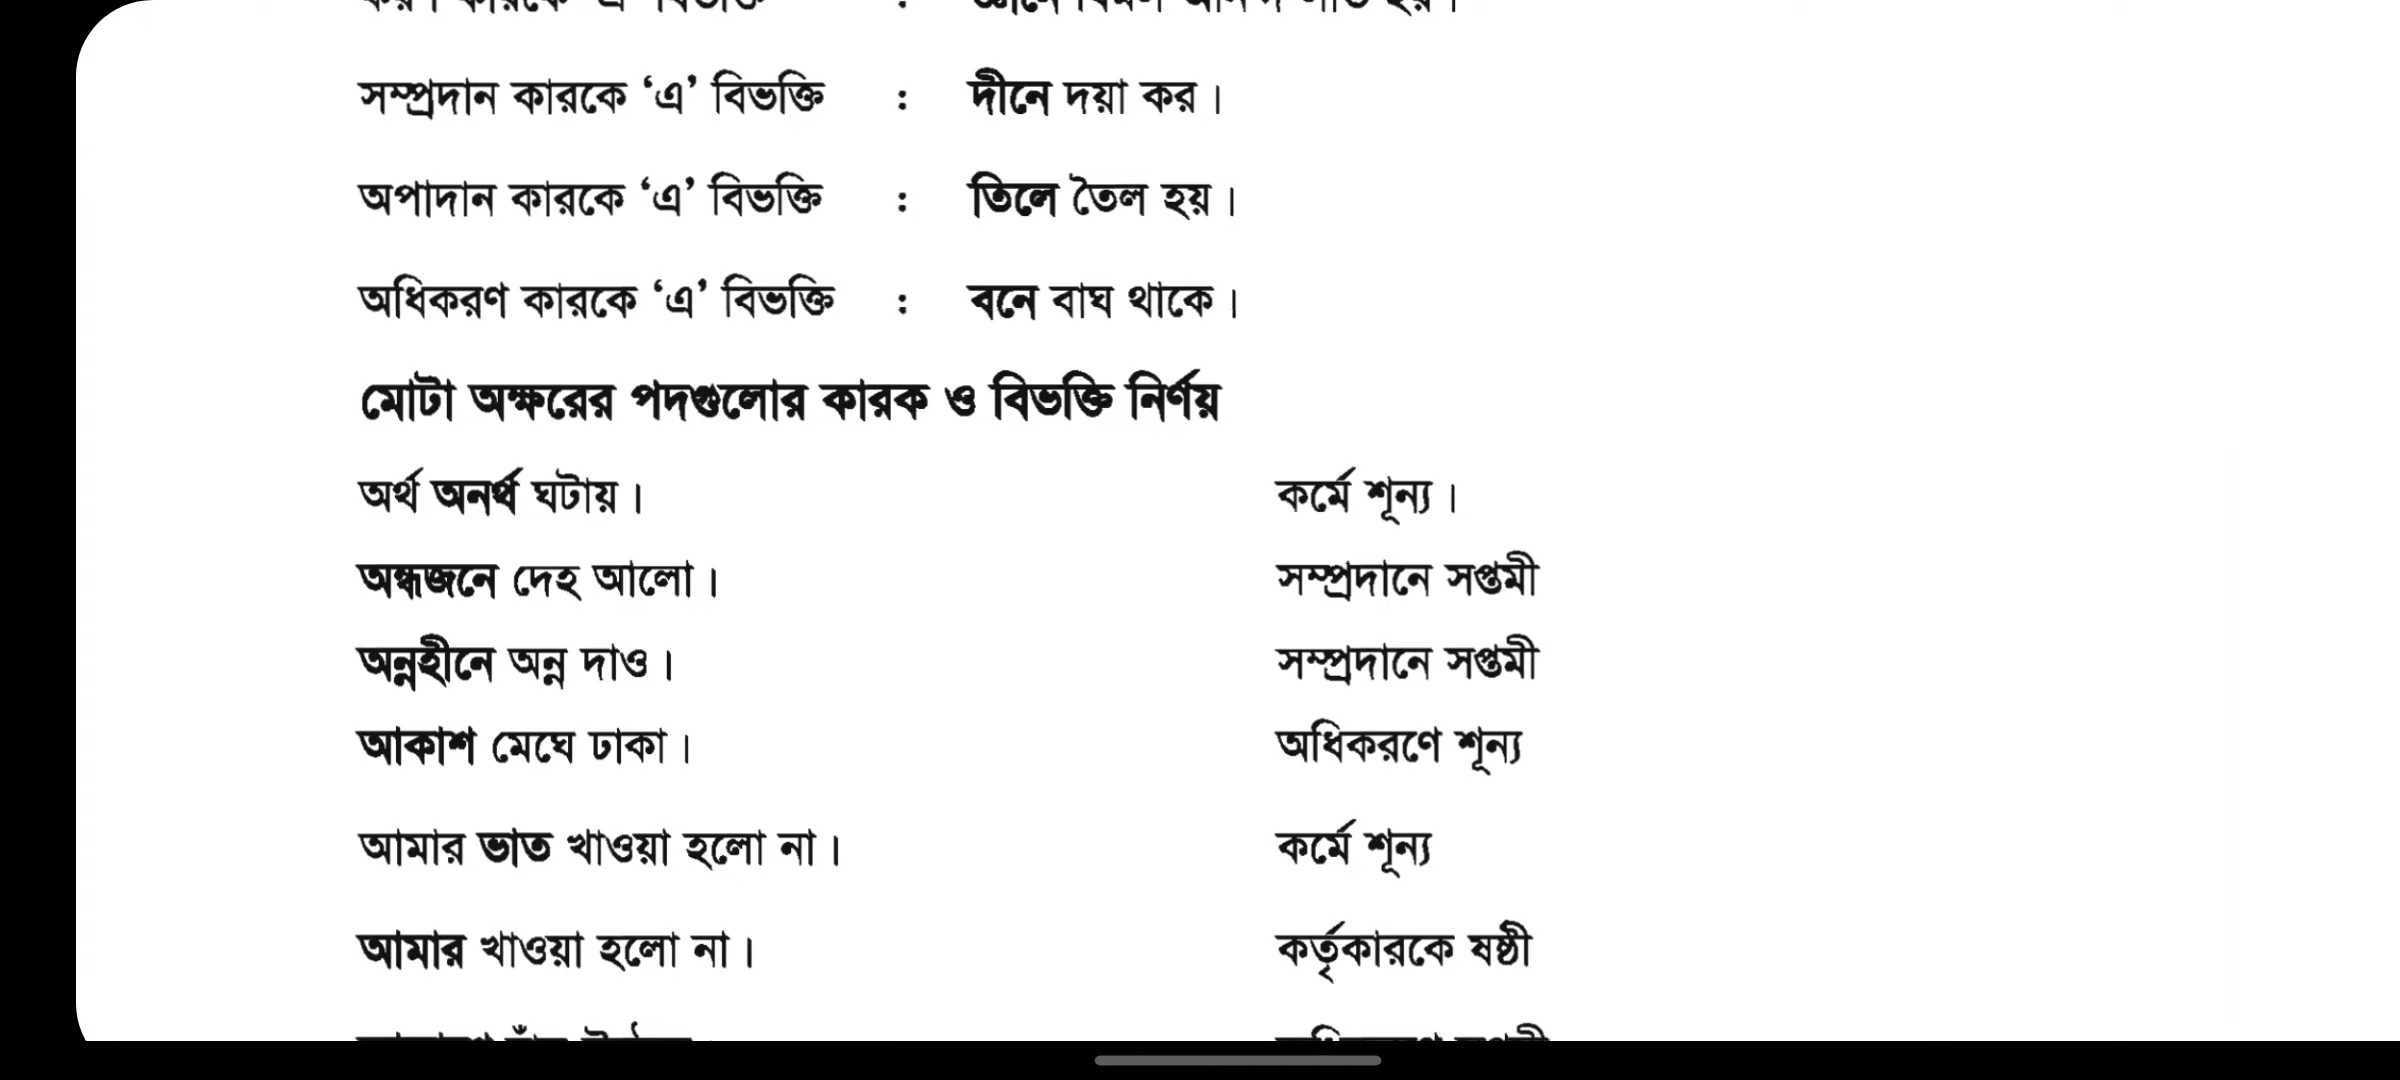 সম্প্রদান কারকে ‘এ’ বিভক্তি : দীনে দয়া কর।
অপাদান কারকে ‘এ’ বিভক্তি : তিলে তৈল হয়।
অধিকরণ কারকে ‘এ’ বিভক্তি : বনে বাঘ থাকে।
মোটা অক্ষরের পদগুলোর কারক ও বিভক্তি নির্ণয়
অর্থ অনর্থ ঘটায়। কর্মে শূন্য।
অন্ধজনে দেহ আলো। সম্প্রদানে সপ্তমী
অন্নহীনে অন্ন দাও। সম্প্রদানে সপ্তমী
আকাশ মেঘে ঢাকা। অধিকরণে শূন্য
আমার ভাত খাওয়া হলো না। কর্মে শূন্য
আমার খাওয়া হলো না। কর্তৃকারকে ষষ্ঠী